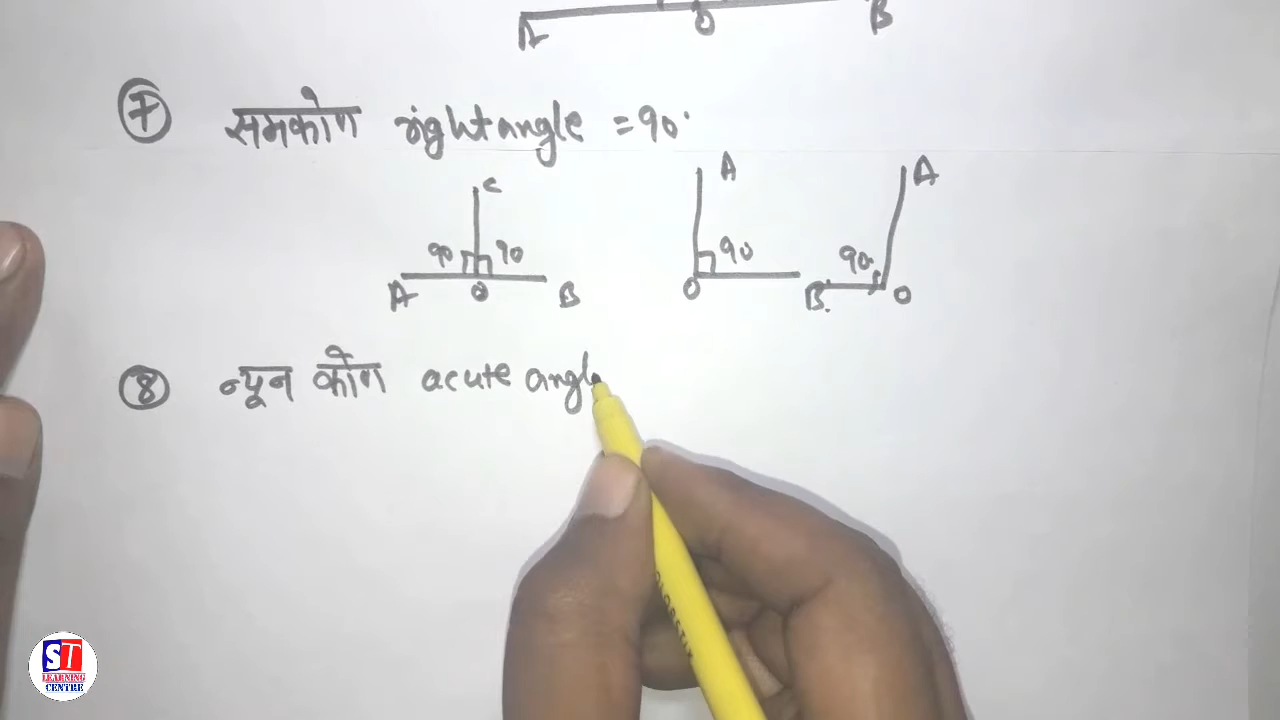 A O B
7 समकोण rightangle = 90°
C A A
90 90 90 90°
A O B O B O
8 न्यून कोण acute angl
ST
LEARNING
CENTRE